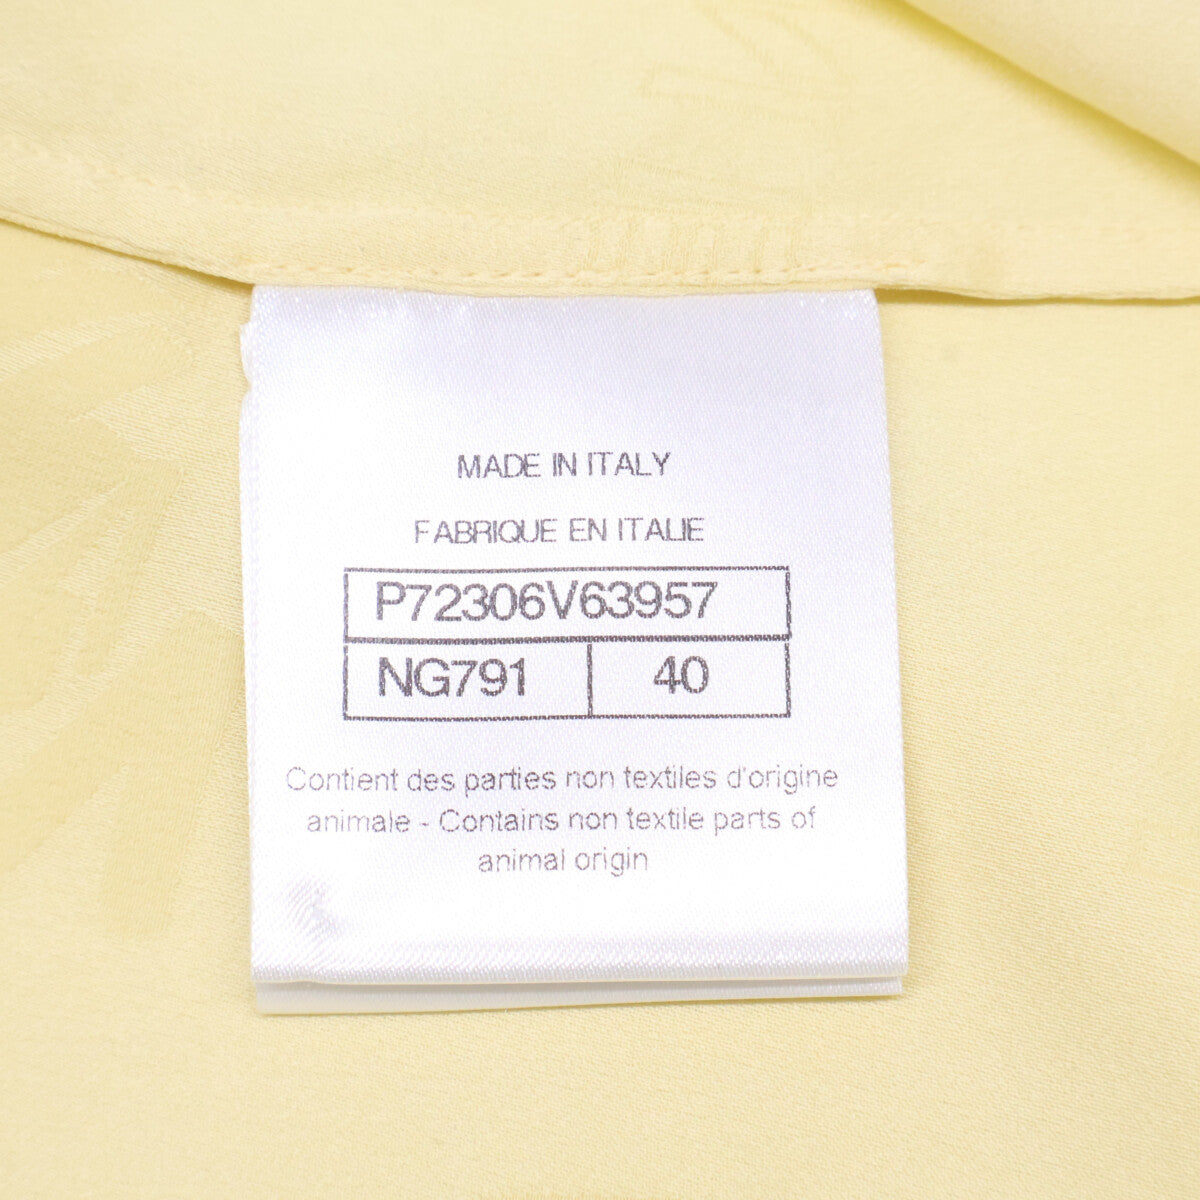 MADE IN ITALY
FABRIQUE EN ITALIE
P72306V63957
NG791 40
Contient des parties non textiles d'origine
animale - Contains non textile parts of
animal origin